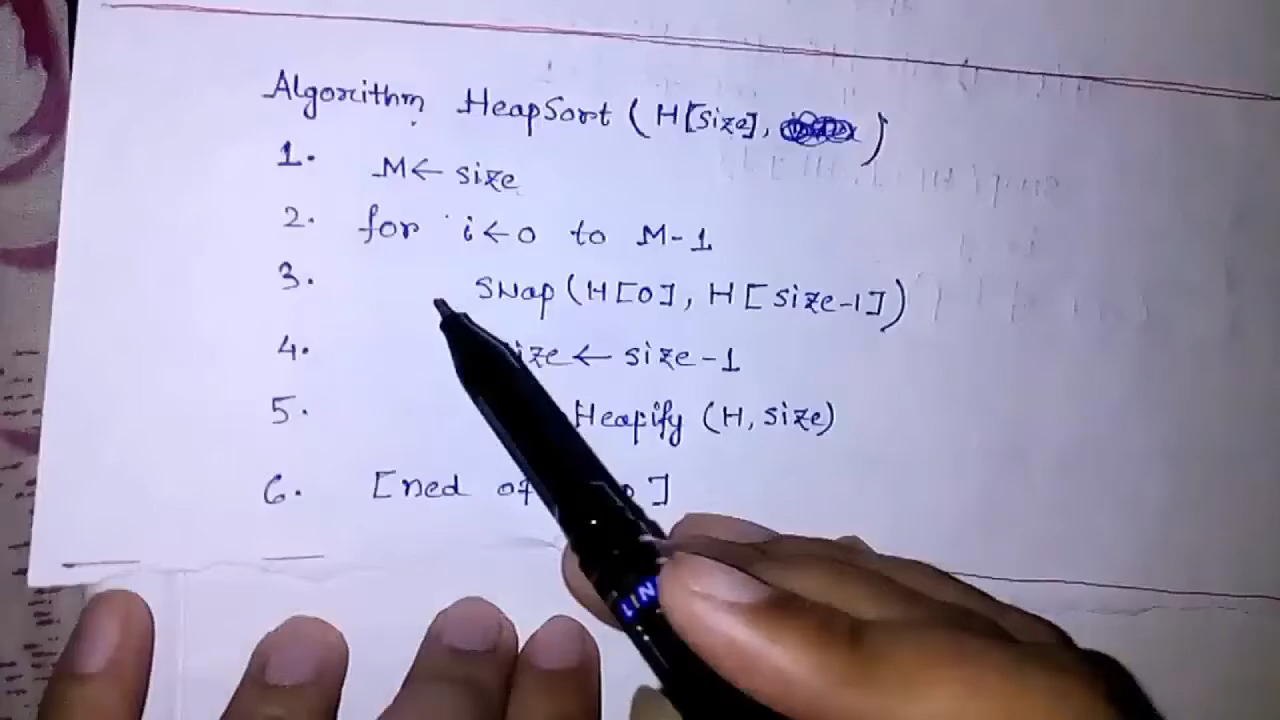 Algorithm HeapSort (H[size], )
1. M← size
2. for i←0 to M-1
3. Swap (H[0], H[size-1])
4. ize ← size-1
5. Heapify (H, size)
6. [ned of ]
LIN